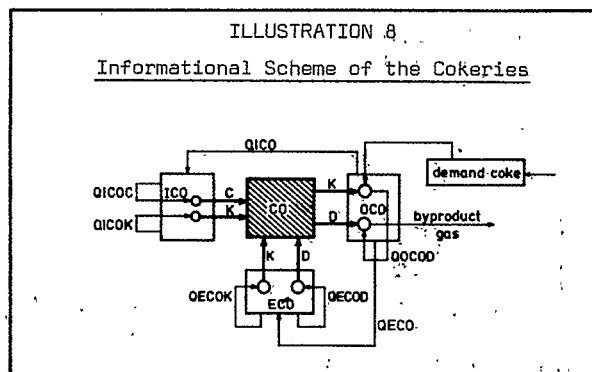 ILLUSTRATION 8
Informational Scheme of the Cokeries
QICO
demand coke
QICOC
ICO
C
K
CO
K
OCO
D
byproduct
gas
QICOK
K
QOCOD
K
D
QECOK
ECO
QECOD
QECO